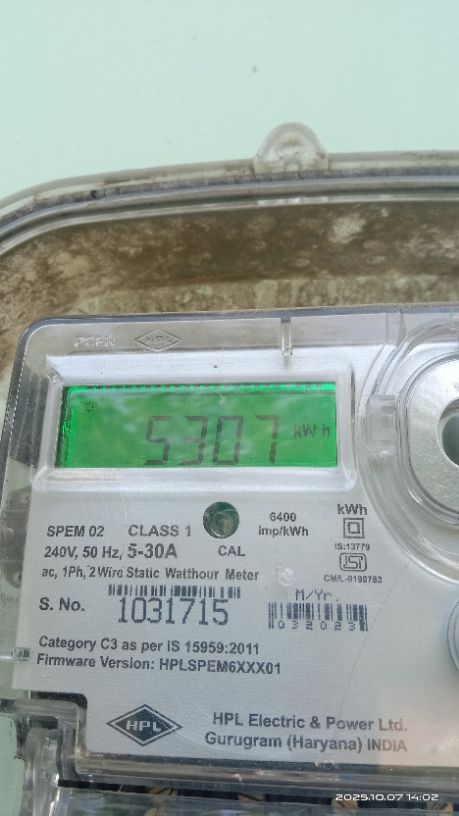 5307 kWh
6400
imp/kWh
kWh
SPEM 02 CLASS 1
240V, 50 Hz, 5-30A CAL
IS:13779
ac, 1Ph, 2 Wire Static Watthour Meter
CM/L-9190783
M/Yr.
S. No. 1031715
032023
Category C3 as per IS 15959:2011
Firmware Version: HPLSPEM6XXX01
HPL
HPL Electric & Power Ltd.
Gurugram (Haryana) INDIA
2025.10.07 14:02